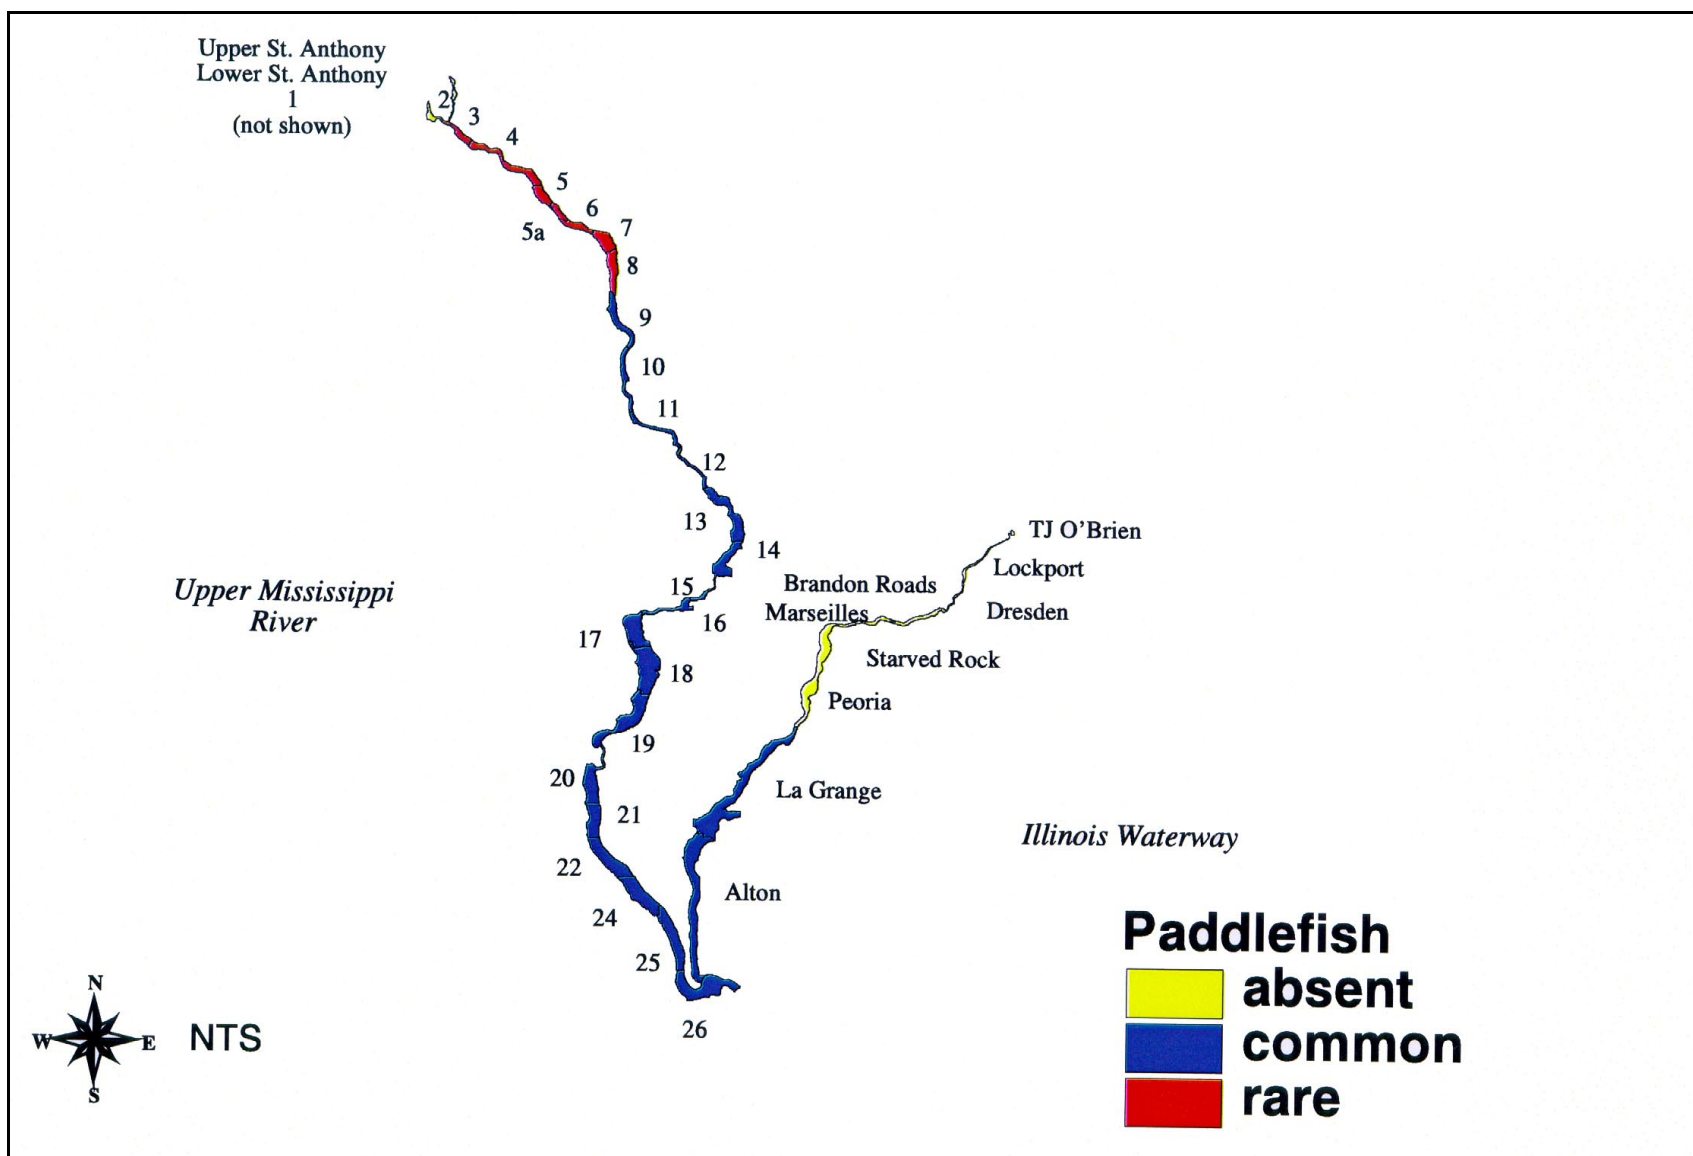 Upper St. Anthony
Lower St. Anthony
1
(not shown)
2
3
4
5
6
5a
7
8
9
10
11
12
13
14
TJ O'Brien
Lockport
Brandon Roads
15
Marseilles
Dresden
16
Upper Mississippi
River
17
Starved Rock
18
Peoria
19
20
La Grange
21
Illinois Waterway
22
Alton
24
25
26
Paddlefish
absent
common
rare
N
W
E
S
NTS